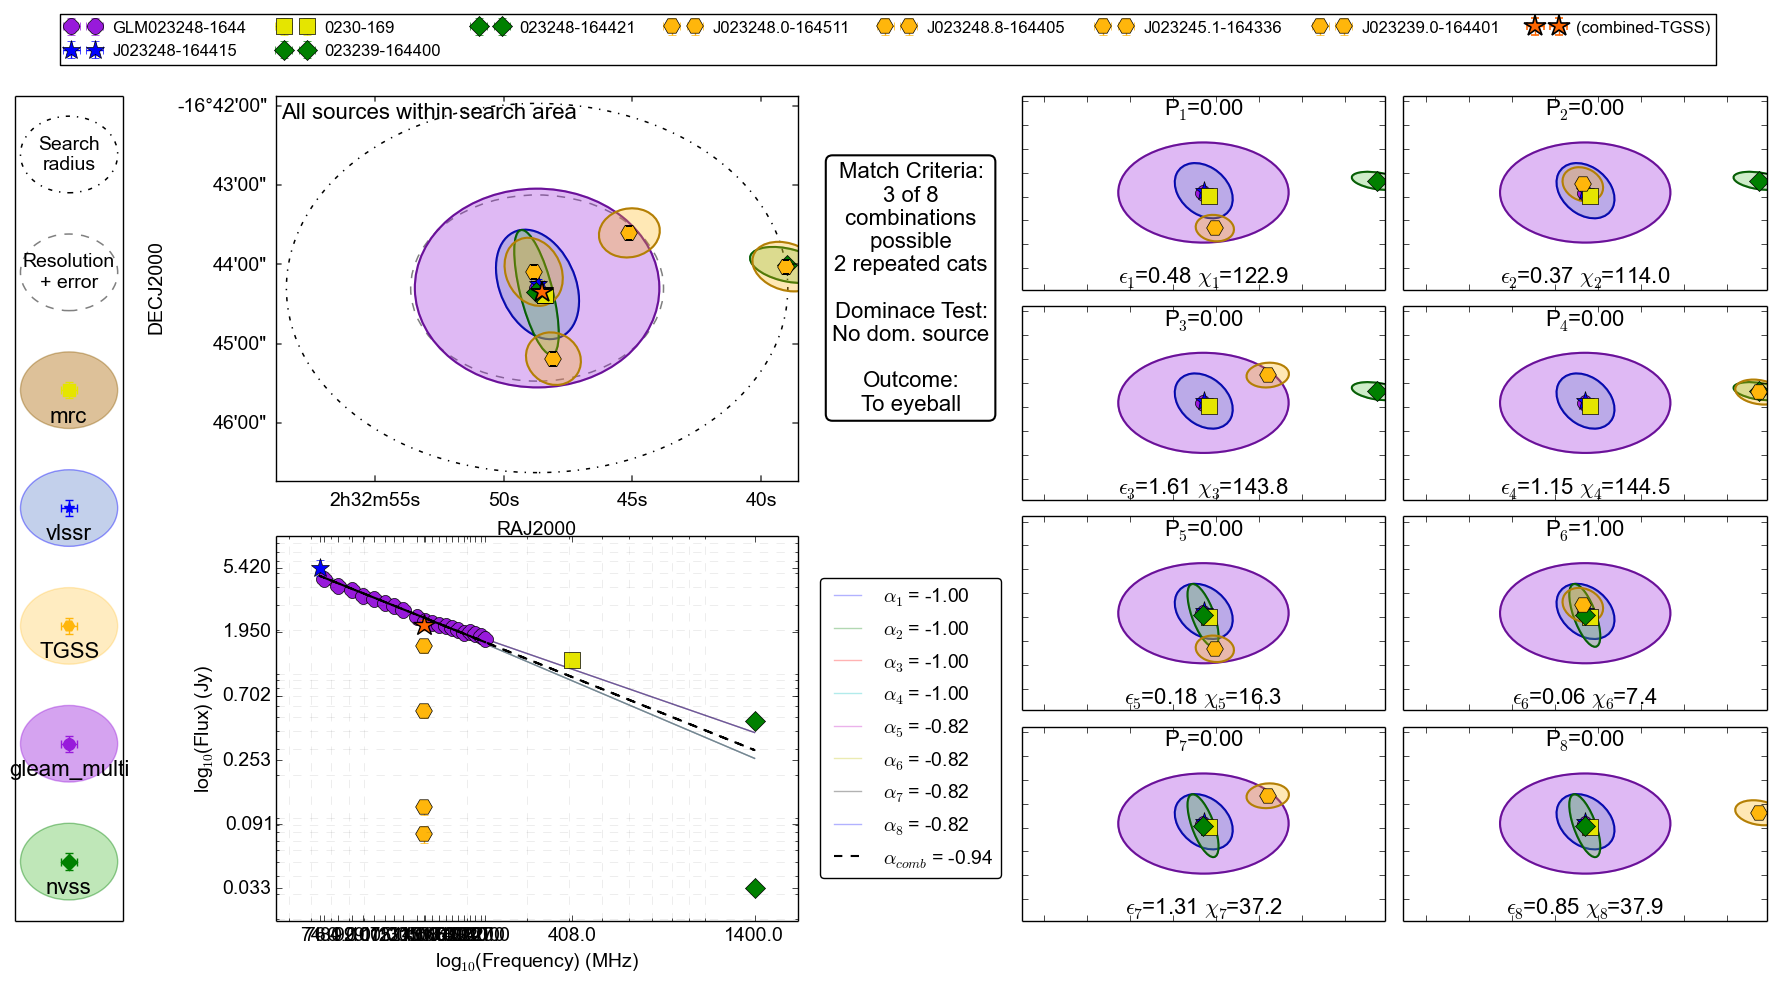 GLM023248-1644
0230-169
023248-164421
J023248.0-164511
J023248.8-164405
J023245.1-164336
J023239.0-164401
(combined-TGSS)
J023248-164415
023239-164400
Search
radius
Resolution
+ error
mrc
vlssr
TGSS
gleam_multi
nvss
All sources within search area
-16°42'00"
43'00"
44'00"
45'00"
46'00"
DECJ2000
2h32m55s
50s
45s
40s
RAJ2000
Match Criteria:
3 of 8
combinations
possible
2 repeated cats
Dominace Test:
No dom. source
Outcome:
To eyeball
5.420
1.950
0.702
0.253
0.091
0.033
log10(Flux) (Jy)
408.0
1400.0
log10(Frequency) (MHz)
α1 = -1.00
α2 = -1.00
α3 = -1.00
α4 = -1.00
α5 = -0.82
α6 = -0.82
α7 = -0.82
α8 = -0.82
αcomb = -0.94
P1=0.00
ϵ1=0.48 χ1=122.9
P2=0.00
ϵ2=0.37 χ2=114.0
P3=0.00
ϵ3=1.61 χ3=143.8
P4=0.00
ϵ4=1.15 χ4=144.5
P5=0.00
ϵ5=0.18 χ5=16.3
P6=1.00
ϵ6=0.06 χ6=7.4
P7=0.00
ϵ7=1.31 χ7=37.2
P8=0.00
ϵ8=0.85 χ8=37.9